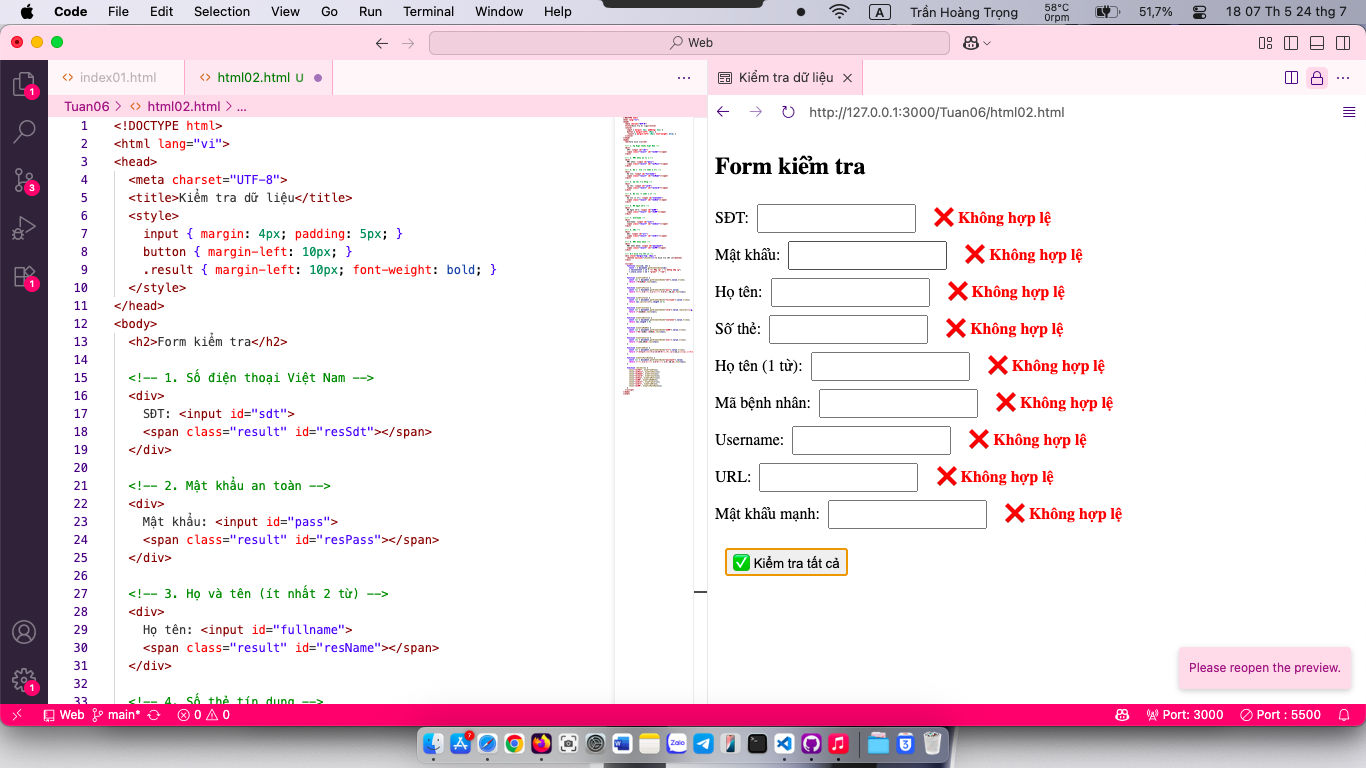 Code File Edit Selection View Go Run Terminal Window Help A Trần Hoàng Trọng 58°C 0rpm 51,7% 18 07 Th 5 24 thg 7
Web
index01.html html02.html U Kiểm tra dữ liệu
Tuan06 > html02.html > ...
http://127.0.0.1:3000/Tuan06/html02.html
1 <!DOCTYPE html>
2 <html lang="vi">
3 <head>
4 <meta charset="UTF-8">
5 <title>Kiểm tra dữ liệu</title>
6 <style>
7 input { margin: 4px; padding: 5px; }
8 button { margin-left: 10px; }
9 .result { margin-left: 10px; font-weight: bold; }
10 </style>
11 </head>
12 <body>
13 <h2>Form kiểm tra</h2>
14
15 <!-- 1. Số điện thoại Việt Nam -->
16 <div>
17 SĐT: <input id="sdt">
18 <span class="result" id="resSdt"></span>
19 </div>
20
21 <!-- 2. Mật khẩu an toàn -->
22 <div>
23 Mật khẩu: <input id="pass">
24 <span class="result" id="resPass"></span>
25 </div>
26
27 <!-- 3. Họ và tên (ít nhất 2 từ) -->
28 <div>
29 Họ tên: <input id="fullname">
30 <span class="result" id="resName"></span>
31 </div>
32
33 <!-- 4. Số thẻ tín dụng -->
Form kiểm tra
SĐT: ❌ Không hợp lệ
Mật khẩu: ❌ Không hợp lệ
Họ tên: ❌ Không hợp lệ
Số thẻ: ❌ Không hợp lệ
Họ tên (1 từ): ❌ Không hợp lệ
Mã bệnh nhân: ❌ Không hợp lệ
Username: ❌ Không hợp lệ
URL: ❌ Không hợp lệ
Mật khẩu mạnh: ❌ Không hợp lệ
✅ Kiểm tra tất cả
Please reopen the preview.
1
3
1
1
Web main* 0 0 Port: 3000 Port : 5500
7 Zalo 3